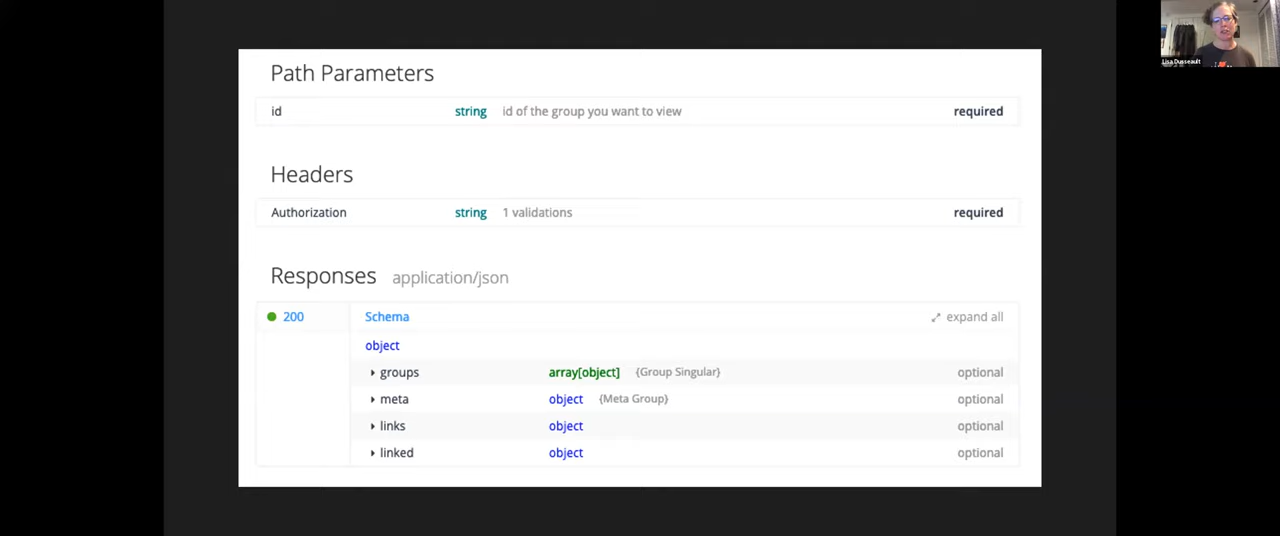 Path Parameters
id string id of the group you want to view required
Headers
Authorization string 1 validations required
Responses application/json
200 Schema expand all
object
groups array[object] {Group Singular} optional
meta object {Meta Group} optional
links object optional
linked object optional
Lisa Dusseault